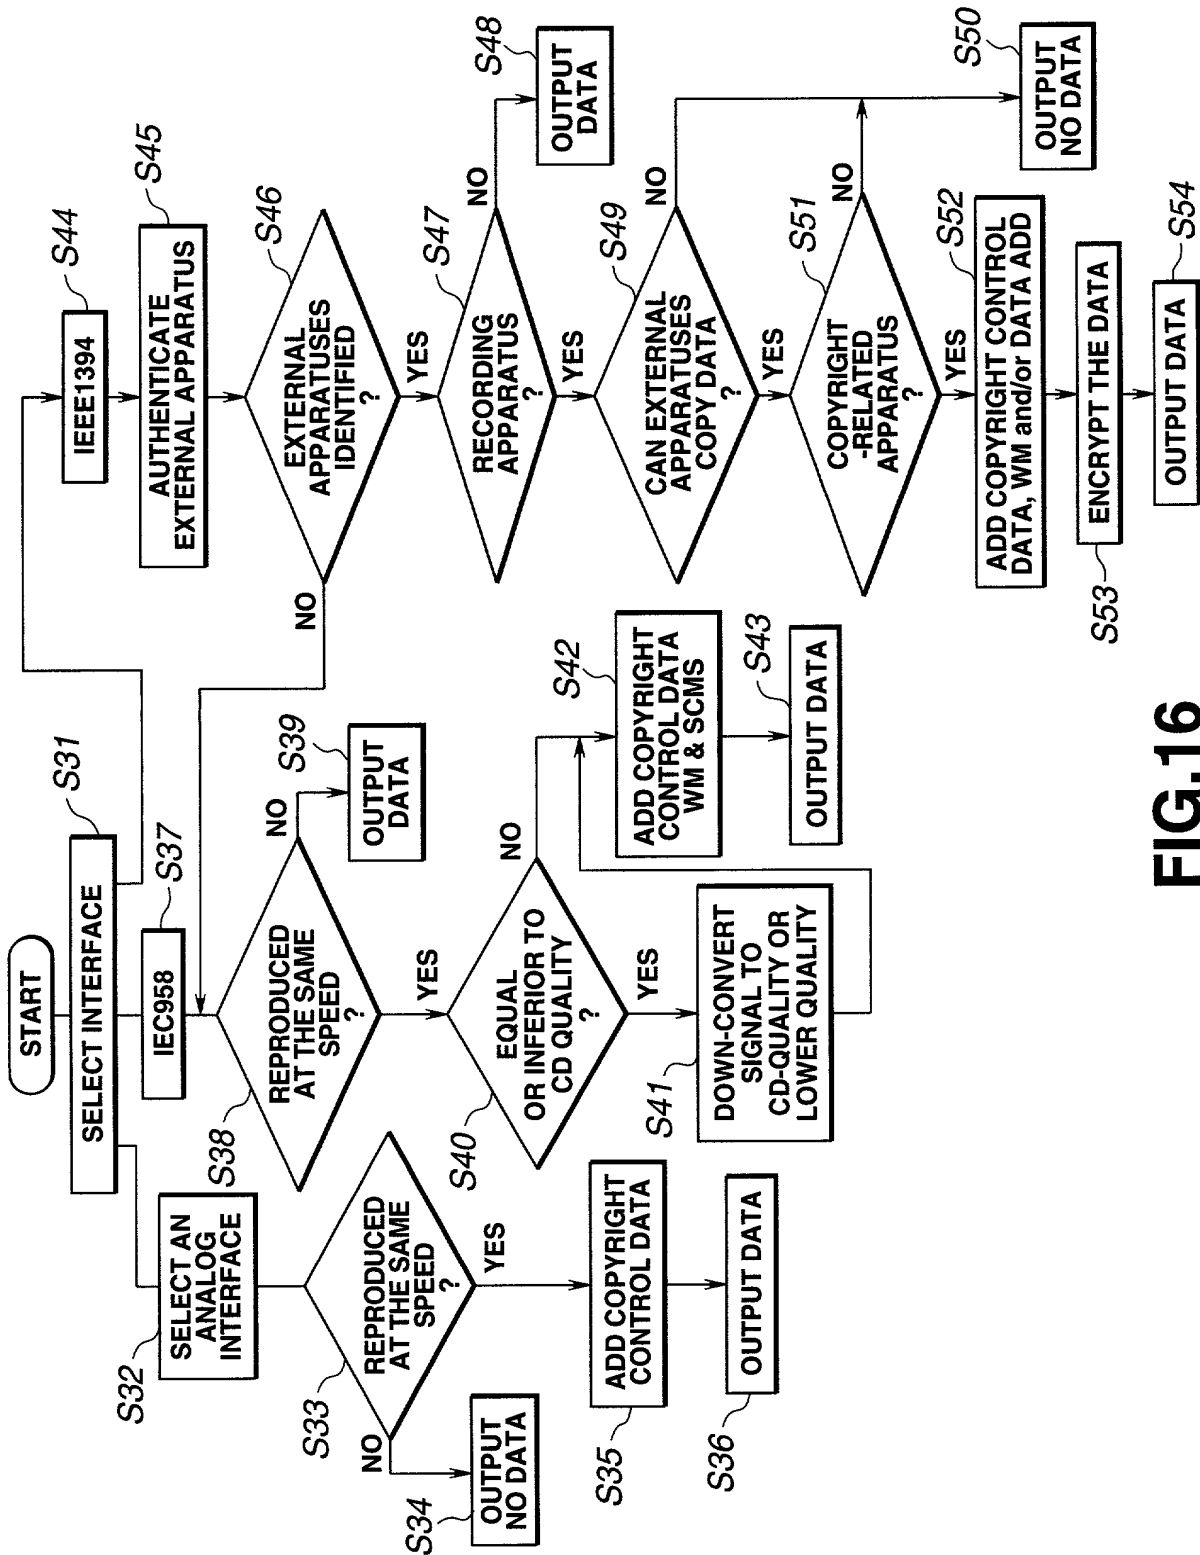 START
SELECT INTERFACE
S31
S32
SELECT AN
ANALOG
INTERFACE
S33
REPRODUCED
AT THE SAME
SPEED
?
NO
YES
S34
OUTPUT
NO DATA
S35
ADD COPYRIGHT
CONTROL DATA
S36
OUTPUT DATA
IEC958
S37
S38
REPRODUCED
AT THE SAME
SPEED
?
NO
YES
S39
OUTPUT
DATA
S40
EQUAL
OR INFERIOR TO
CD QUALITY
?
NO
YES
S41
DOWN-CONVERT
SIGNAL TO
CD-QUALITY OR
LOWER QUALITY
S42
ADD COPYRIGHT
CONTROL DATA
WM & SCMS
S43
OUTPUT DATA
IEEE1394
S44
AUTHENTICATE
EXTERNAL APPARATUS
S45
S46
EXTERNAL
APPARATUSES
IDENTIFIED
?
NO
YES
S47
RECORDING
APPARATUS
?
NO
YES
S48
OUTPUT
DATA
S49
CAN EXTERNAL
APPARATUSES
COPY DATA
?
NO
YES
S50
OUTPUT
NO DATA
S51
COPYRIGHT
-RELATED
APPARATUS
?
NO
YES
S52
ADD COPYRIGHT CONTROL
DATA, WM and/or DATA ADD
S53
ENCRYPT THE DATA
S54
OUTPUT DATA
FIG.16